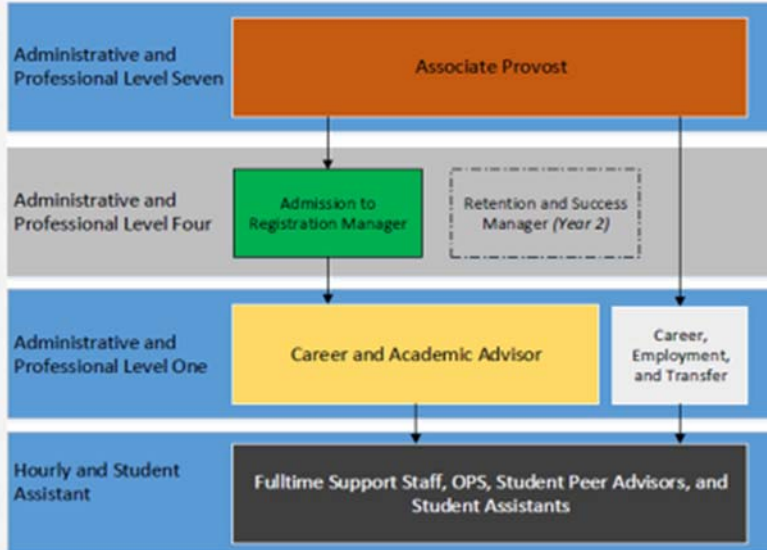 Administrative and
Professional Level Seven
Associate Provost
Administrative and
Professional Level Four
Admission to
Registration Manager
Retention and Success
Manager (Year 2)
Administrative and
Professional Level One
Career and Academic Advisor
Career,
Employment,
and Transfer
Hourly and Student
Assistant
Fulltime Support Staff, OPS, Student Peer Advisors, and
Student Assistants